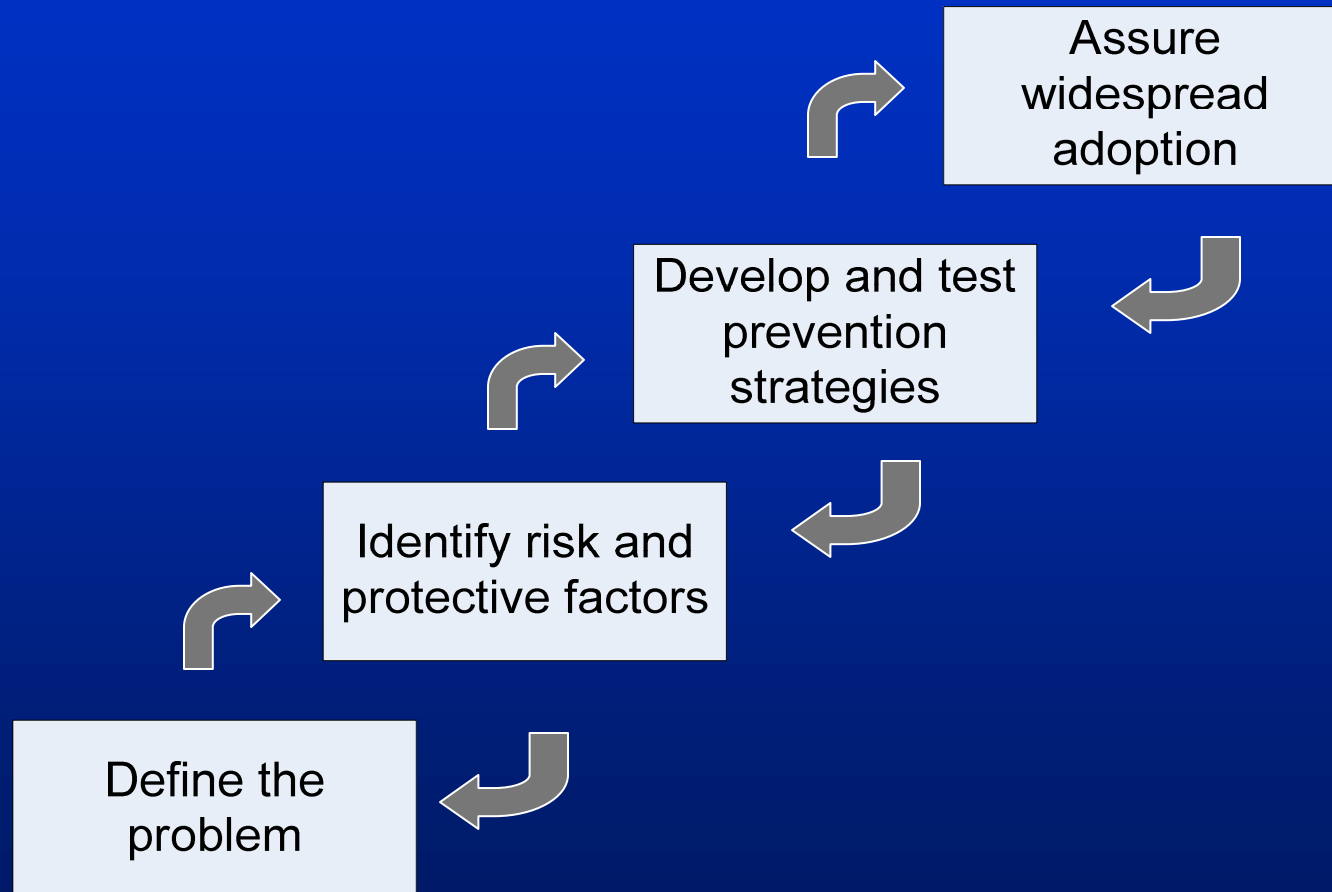 Assure
widespread
adoption
Develop and test
prevention
strategies
Identify risk and
protective factors
Define the
problem